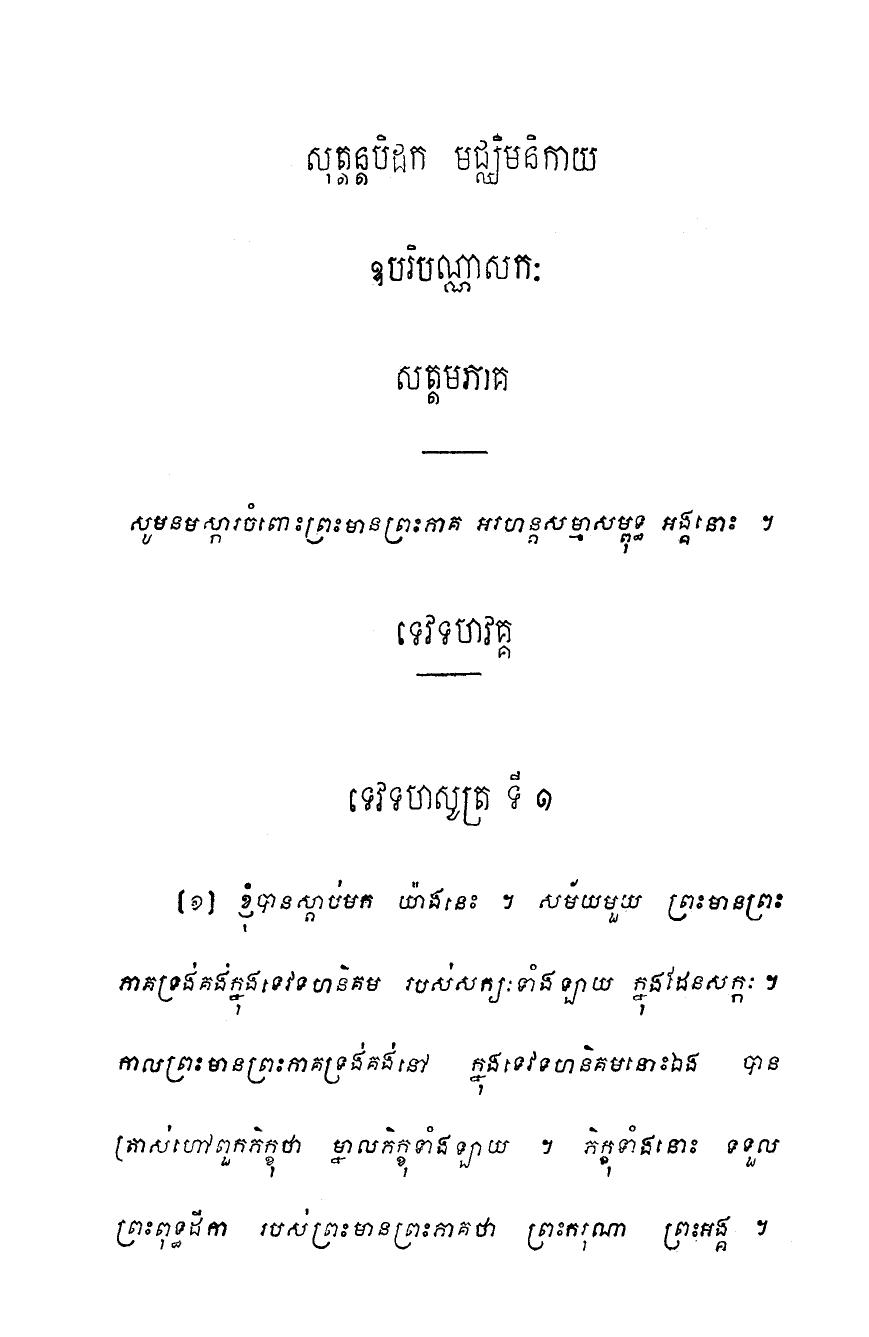 សុត្តន្តបិដក មជ្ឈិមនិកាយ
ឧបរិបណ្ណាសកៈ
សត្តមភាគ
សូមនមស្ការចំពោះព្រះមានព្រះភាគ អរហន្តសម្មាសម្ពុទ្ធ អង្គនោះ ។
ទេវទហវគ្គ
ទេវទហសូត្រ ទី ១
[១] ខ្ញុំបានស្តាប់មក យ៉ាងនេះ ។ សម័យមួយ ព្រះមានព្រះ
ភាគទ្រង់គង់ក្នុងទេវទហនិគម របស់សក្យៈទាំងឡាយ ក្នុងដែនសក្កៈ ។
កាលព្រះមានព្រះភាគទ្រង់គង់នៅ ក្នុងទេវទហនិគមនោះឯង បាន
ត្រាស់ហៅពួកភិក្ខុថា ម្នាលភិក្ខុទាំងឡាយ ។ ភិក្ខុទាំងនោះ ទទួល
ព្រះពុទ្ធដីកា របស់ព្រះមានព្រះភាគថា ព្រះករុណា ព្រះអង្គ ។